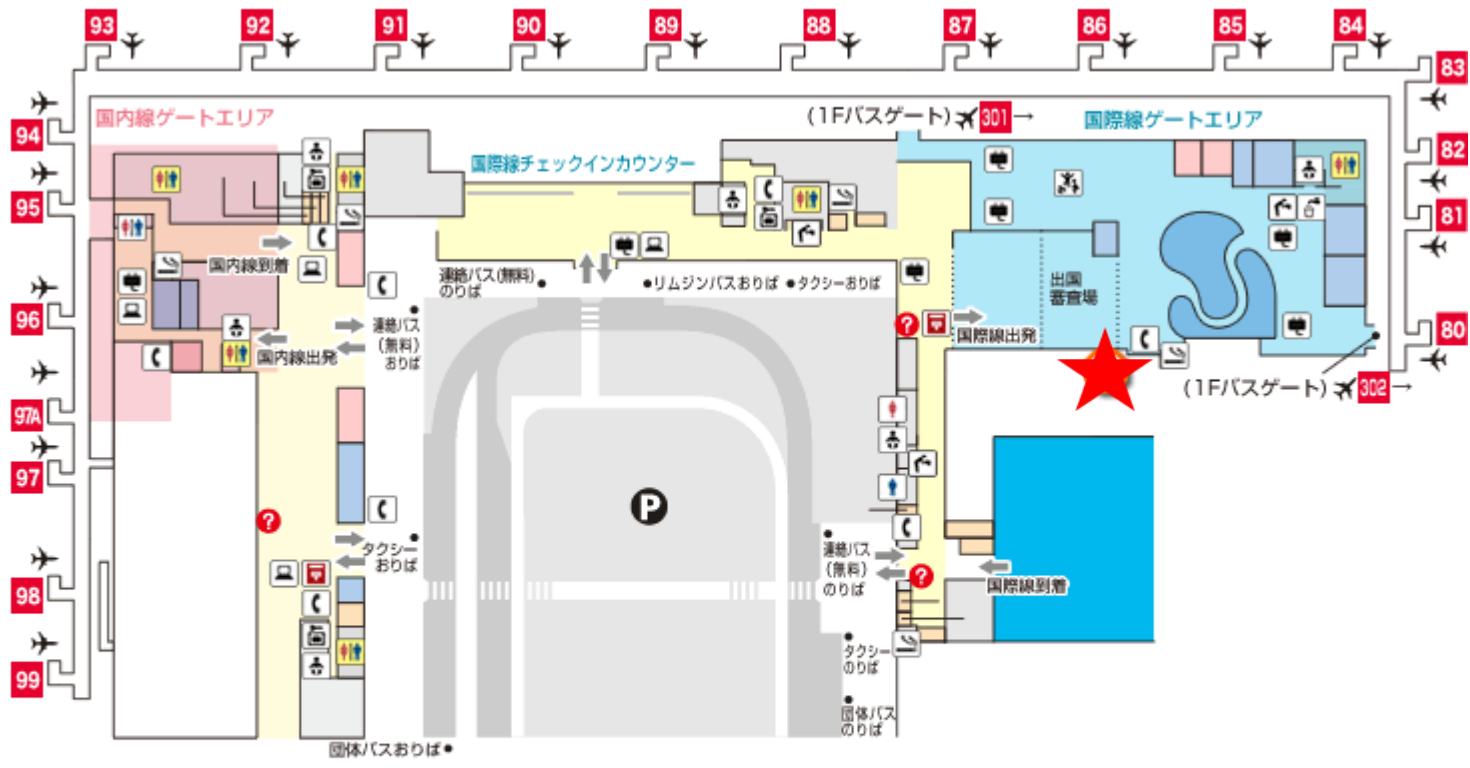 93
92
91
90
89
88
87
86
85
84
83
94
国内線ゲートエリア
(1Fバスゲート)
301
国際線ゲートエリア
82
国際線チェックインカウンター
95
81
国内線到着
連絡バス(無料)
のりば
リムジンバスおりば
タクシーおりば
出国
審査場
96
連絡バス
(無料)
おりば
?
国際線出発
80
国内線出発
(1Fバスゲート)
302
97A
97
P
?
98
タクシー
おりば
連絡バス
(無料)
のりば
?
国際線到着
99
タクシー
のりば
団体バス
のりば
団体バスおりば